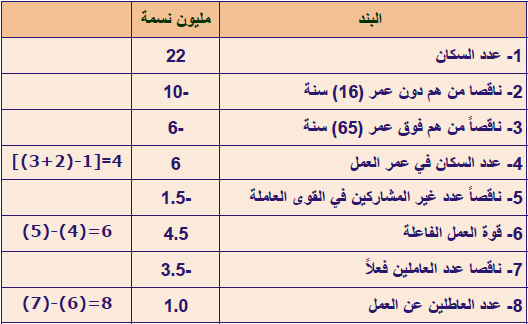 البند مليون نسمة
1- عدد السكان 22
2- ناقصا من هم دون عمر (16) سنة 10-
3- ناقصاً من هم فوق عمر (65) سنة 6-
4- عدد السكان في عمر العمل 6 [(3+2)-1]=4
5- ناقصاً عدد غير المشاركين في القوى العاملة 1.5-
6- قوة العمل الفاعلة 4.5 (5)-(4)=6
7- ناقصا عدد العاملين فعلاً 3.5-
8- عدد العاطلين عن العمل 1.0 (7)-(6)=8